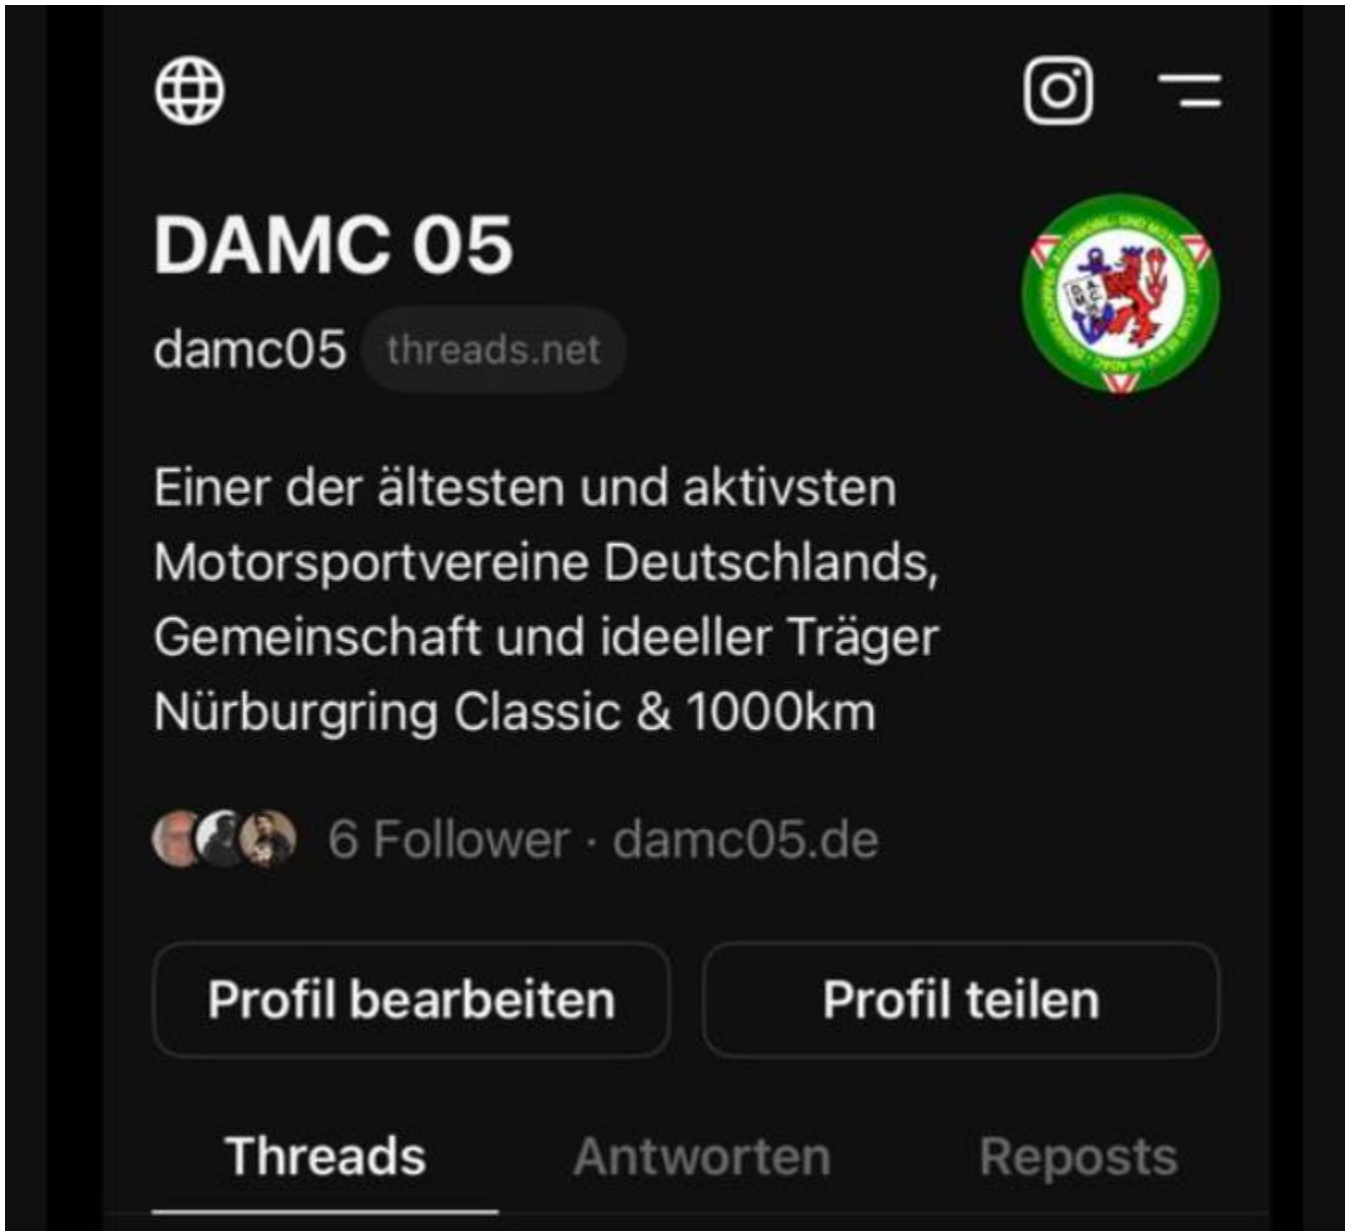 DAMC 05
damc05 threads.net
Einer der ältesten und aktivsten
Motorsportvereine Deutschlands,
Gemeinschaft und ideeller Träger
Nürburgring Classic & 1000km
6 Follower · damc05.de
Profil bearbeiten Profil teilen
Threads Antworten Reposts